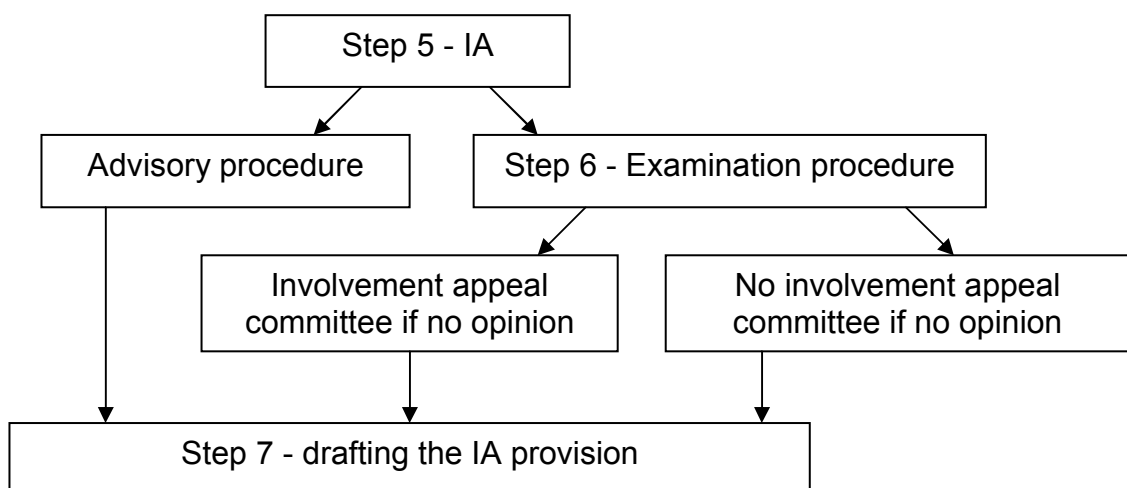 Step 5 - IA
Advisory procedure
Step 6 - Examination procedure
Involvement appeal
committee if no opinion
No involvement appeal
committee if no opinion
Step 7 - drafting the IA provision